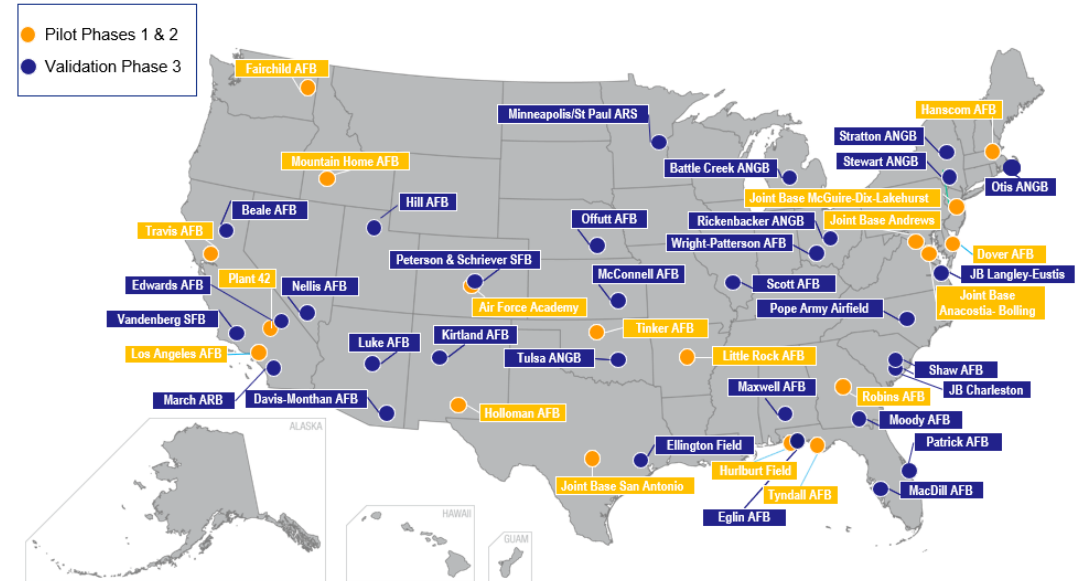 Pilot Phases 1 & 2
Validation Phase 3
Fairchild AFB
Minneapolis/St Paul ARS
Hanscom AFB
Stratton ANGB
Mountain Home AFB
Battle Creek ANGB
Stewart ANGB
Otis ANGB
Joint Base McGuire-Dix-Lakehurst
Beale AFB
Hill AFB
Offutt AFB
Rickenbacker ANGB
Joint Base Andrews
Travis AFB
Wright-Patterson AFB
Dover AFB
Peterson & Schriever SFB
McConnell AFB
JB Langley-Eustis
Plant 42
Edwards AFB
Nellis AFB
Scott AFB
Air Force Academy
Joint Base
Anacostia- Bolling
Pope Army Airfield
Vandenberg SFB
Tinker AFB
Kirtland AFB
Luke AFB
Los Angeles AFB
Tulsa ANGB
Little Rock AFB
Shaw AFB
Maxwell AFB
JB Charleston
March ARB
Davis-Monthan AFB
Robins AFB
Holloman AFB
Moody AFB
ALASKA
Ellington Field
Patrick AFB
Hurlburt Field
Joint Base San Antonio
MacDill AFB
Tyndall AFB
HAWAII
Eglin AFB
GUAM